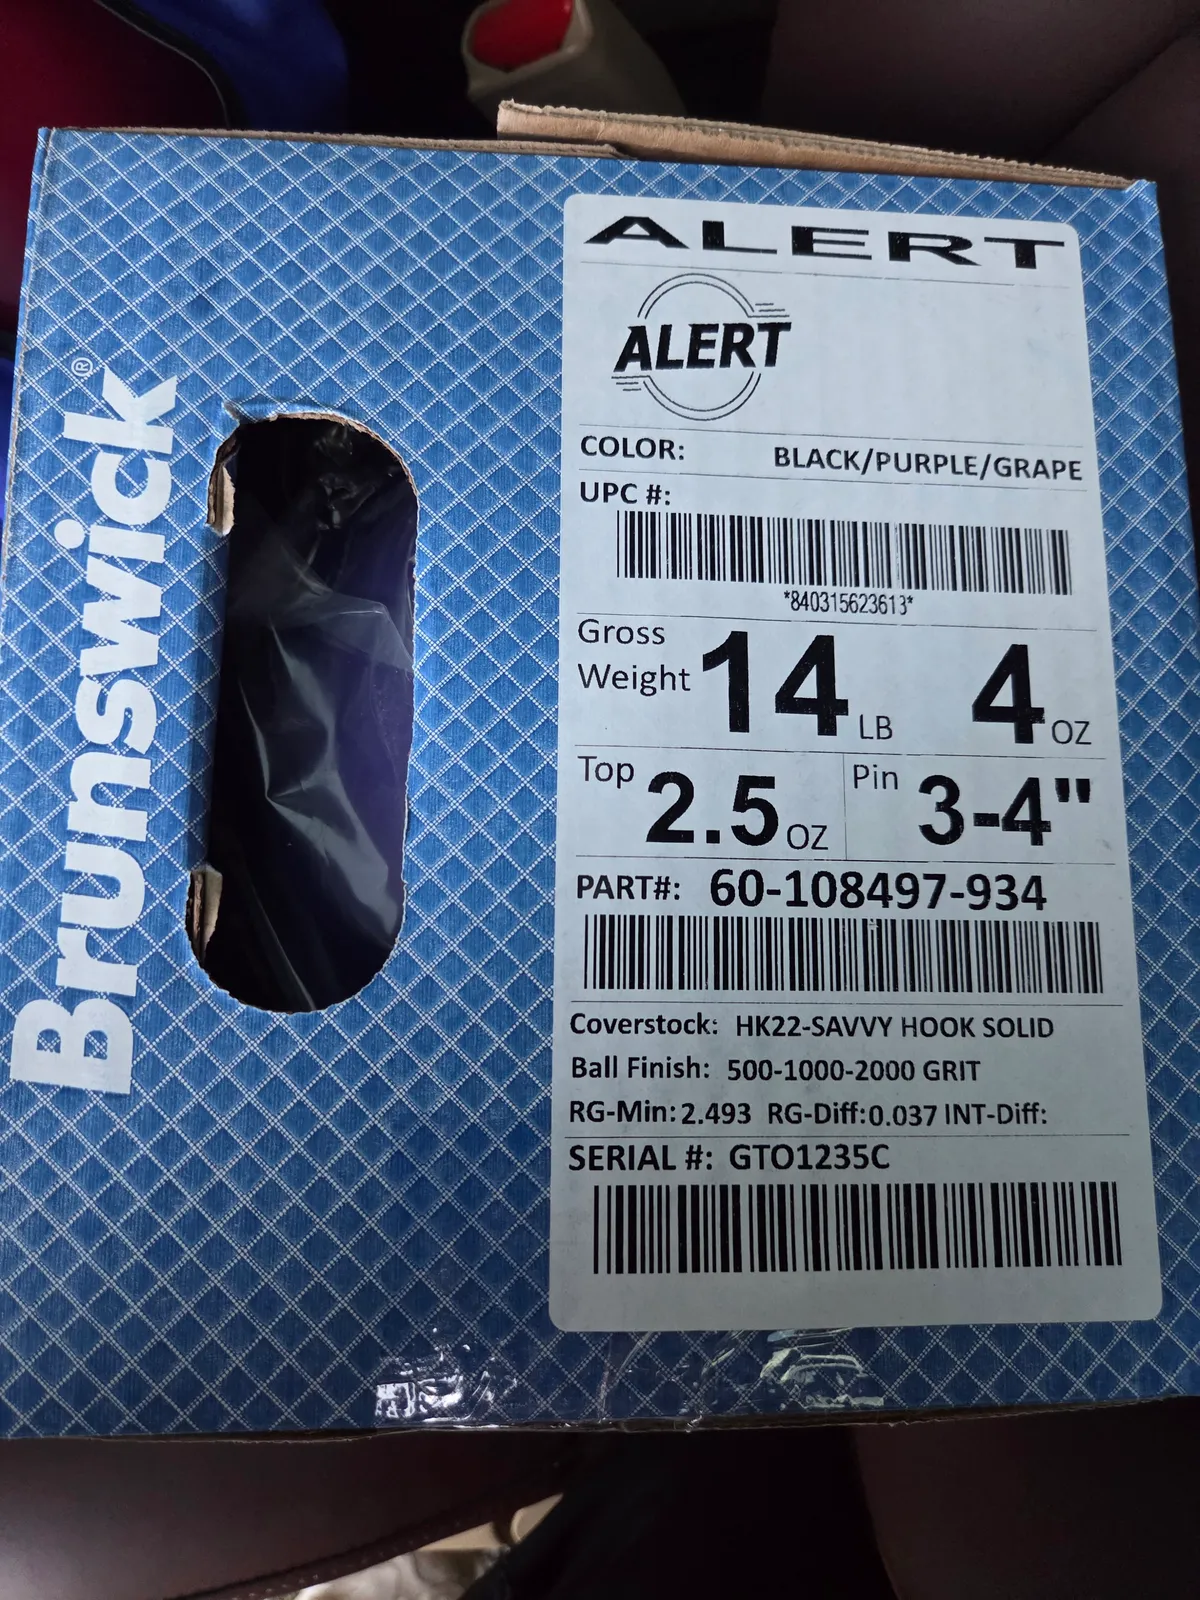 Brunswick®
ALERT
ALERT
COLOR: BLACK/PURPLE/GRAPE
UPC #:
*840315623613*
Gross Weight 14 LB 4 OZ
Top 2.5 OZ Pin 3-4"
PART#: 60-108497-934
Coverstock: HK22-SAVVY HOOK SOLID
Ball Finish: 500-1000-2000 GRIT
RG-Min: 2.493 RG-Diff: 0.037 INT-Diff:
SERIAL #: GTO1235C